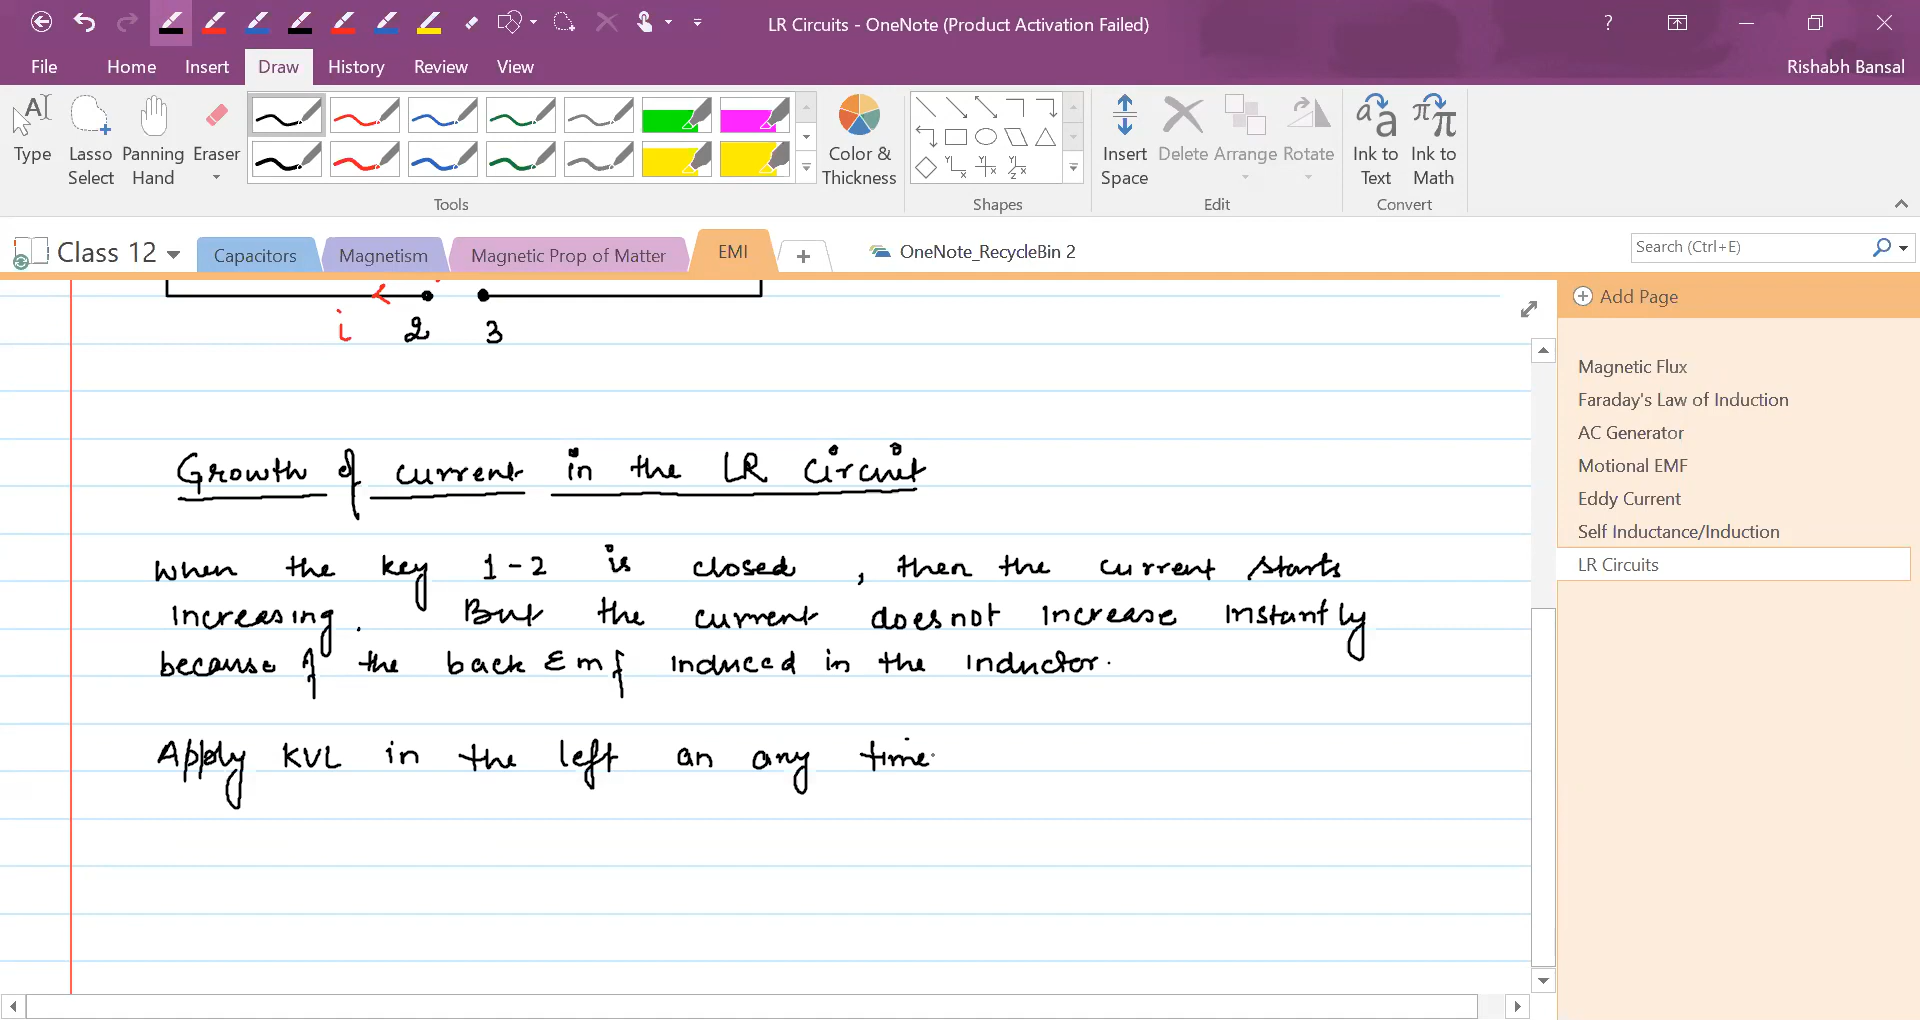 LR Circuits - OneNote (Product Activation Failed)
?
File Home Insert Draw History Review View
Rishabh Bansal
Type
Lasso Select
Panning Hand
Eraser
Color & Thickness
Insert Space
Delete
Arrange
Rotate
Ink to Text
Ink to Math
Tools
Shapes
Edit
Convert
Class 12
Capacitors
Magnetism
Magnetic Prop of Matter
EMI
OneNote_RecycleBin 2
Search (Ctrl+E)
Add Page
Magnetic Flux
Faraday's Law of Induction
AC Generator
Motional EMF
Eddy Current
Self Inductance/Induction
LR Circuits
i 2 3
Growth of current in the LR Circuit
When the key 1-2 is closed, then the current starts
increasing. But the current doesnot increase instantly
because of the back Emf induced in the inductor.
Apply KVL in the left an any time